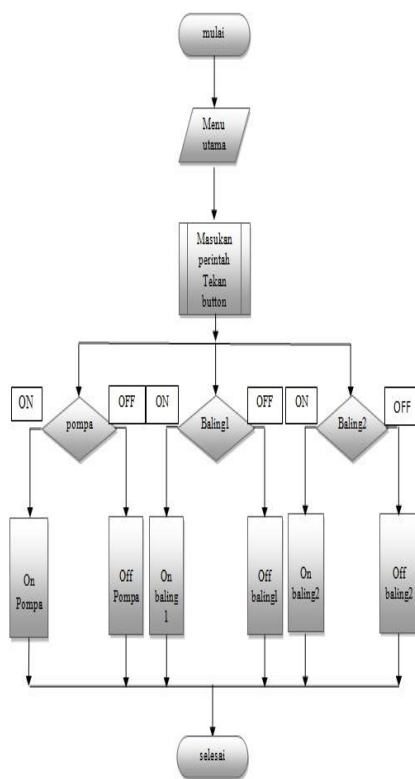 mulai
Menu
utama
Masukan
perintah
Tekan
button
ON
OFF
ON
OFF
ON
OFF
pompa
Baling1
Baling2
On
Pompa
Off
Pompa
On
baling
1
Off
baling1
On
baling2
Off
baling2
selesai